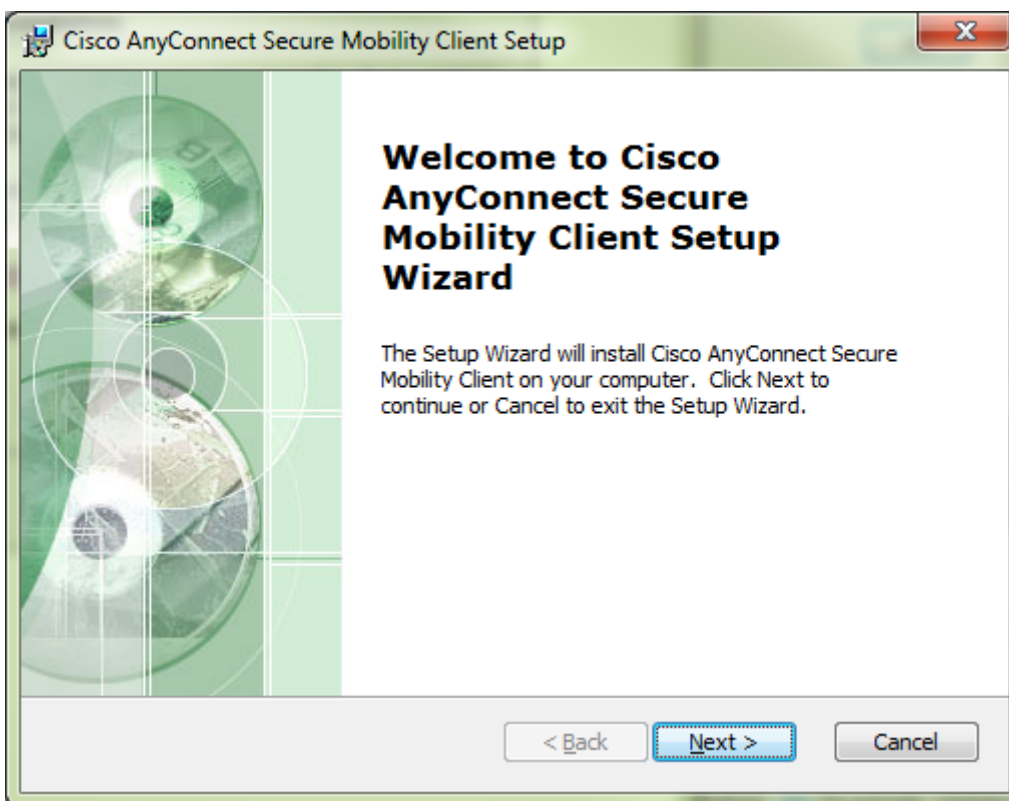 Cisco AnyConnect Secure Mobility Client Setup
Welcome to Cisco
AnyConnect Secure
Mobility Client Setup
Wizard
The Setup Wizard will install Cisco AnyConnect Secure
Mobility Client on your computer. Click Next to
continue or Cancel to exit the Setup Wizard.
< Back
Next >
Cancel